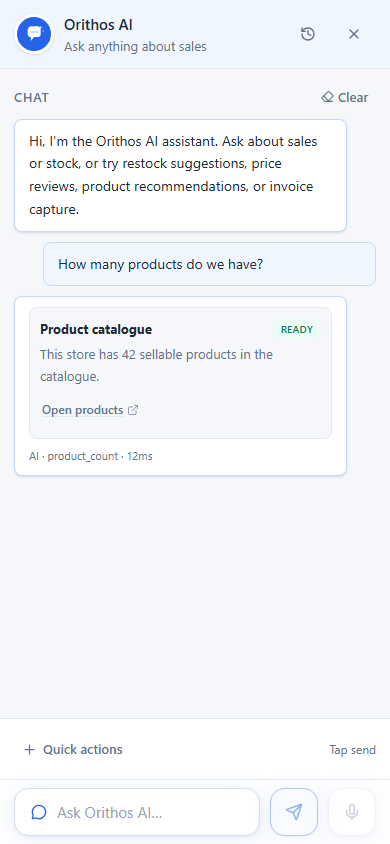 Orithos AI
Ask anything about sales
CHAT
Clear
Hi, I'm the Orithos AI assistant. Ask about sales
or stock, or try restock suggestions, price
reviews, product recommendations, or invoice
capture.
How many products do we have?
Product catalogue
READY
This store has 42 sellable products in the
catalogue.
Open products
AI · product_count · 12ms
Quick actions
Tap send
Ask Orithos AI...